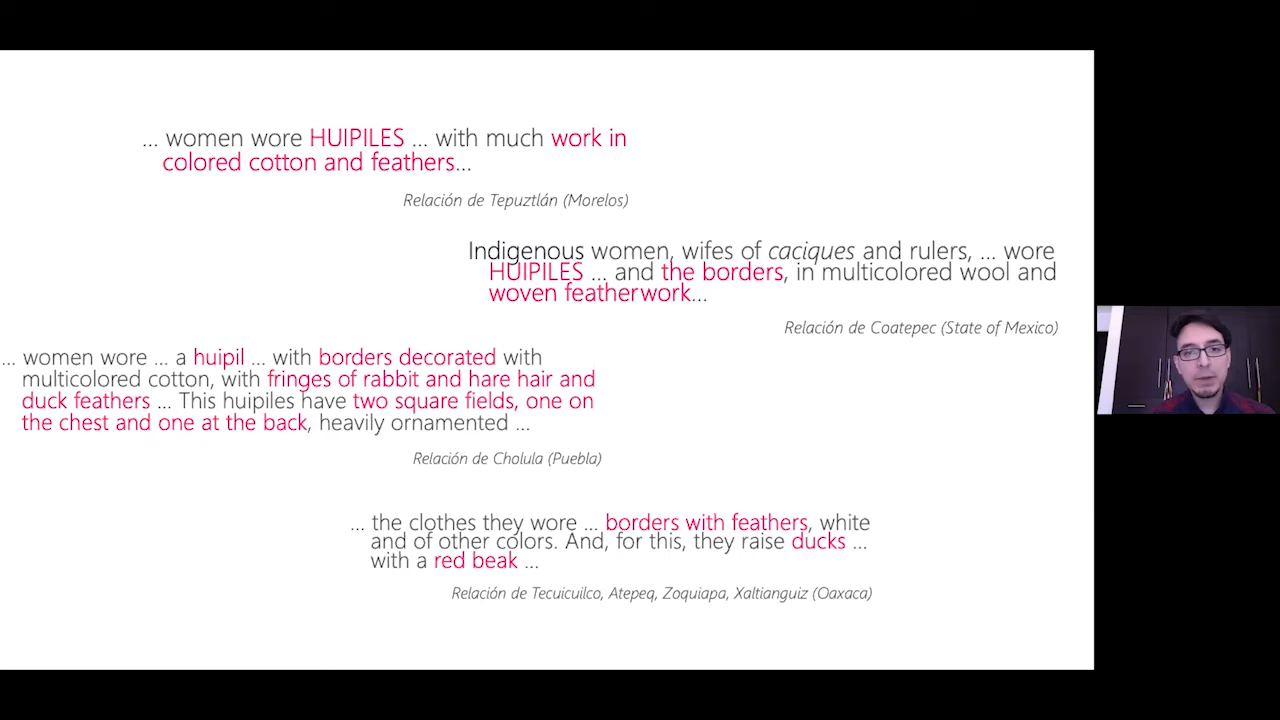 ... women wore HUIPILES ... with much work in
colored cotton and feathers...
Relación de Tepuztlán (Morelos)
Indigenous women, wifes of caciques and rulers, ... wore
HUIPILES ... and the borders, in multicolored wool and
woven featherwork...
Relación de Coatepec (State of Mexico)
... women wore ... a huipil ... with borders decorated with
multicolored cotton, with fringes of rabbit and hare hair and
duck feathers ... This huipiles have two square fields, one on
the chest and one at the back, heavily ornamented ...
Relación de Cholula (Puebla)
... the clothes they wore ... borders with feathers, white
and of other colors. And, for this, they raise ducks ...
with a red beak ...
Relación de Tecuicuilco, Atepeq, Zoquiapa, Xaltianguiz (Oaxaca)